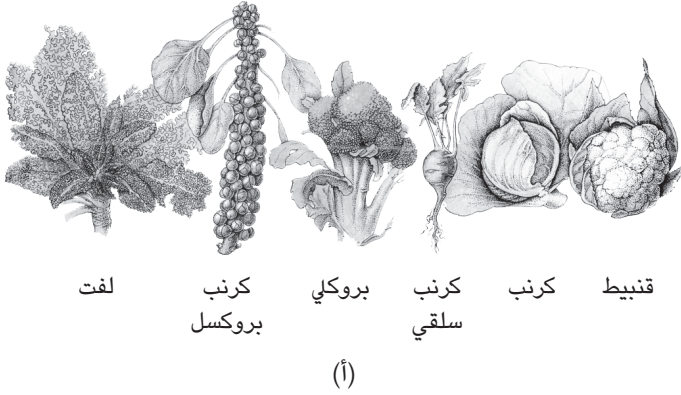 قنبيط كرنب كرنب بروكلي كرنب لفت
سلقي بروكسل
(أ)